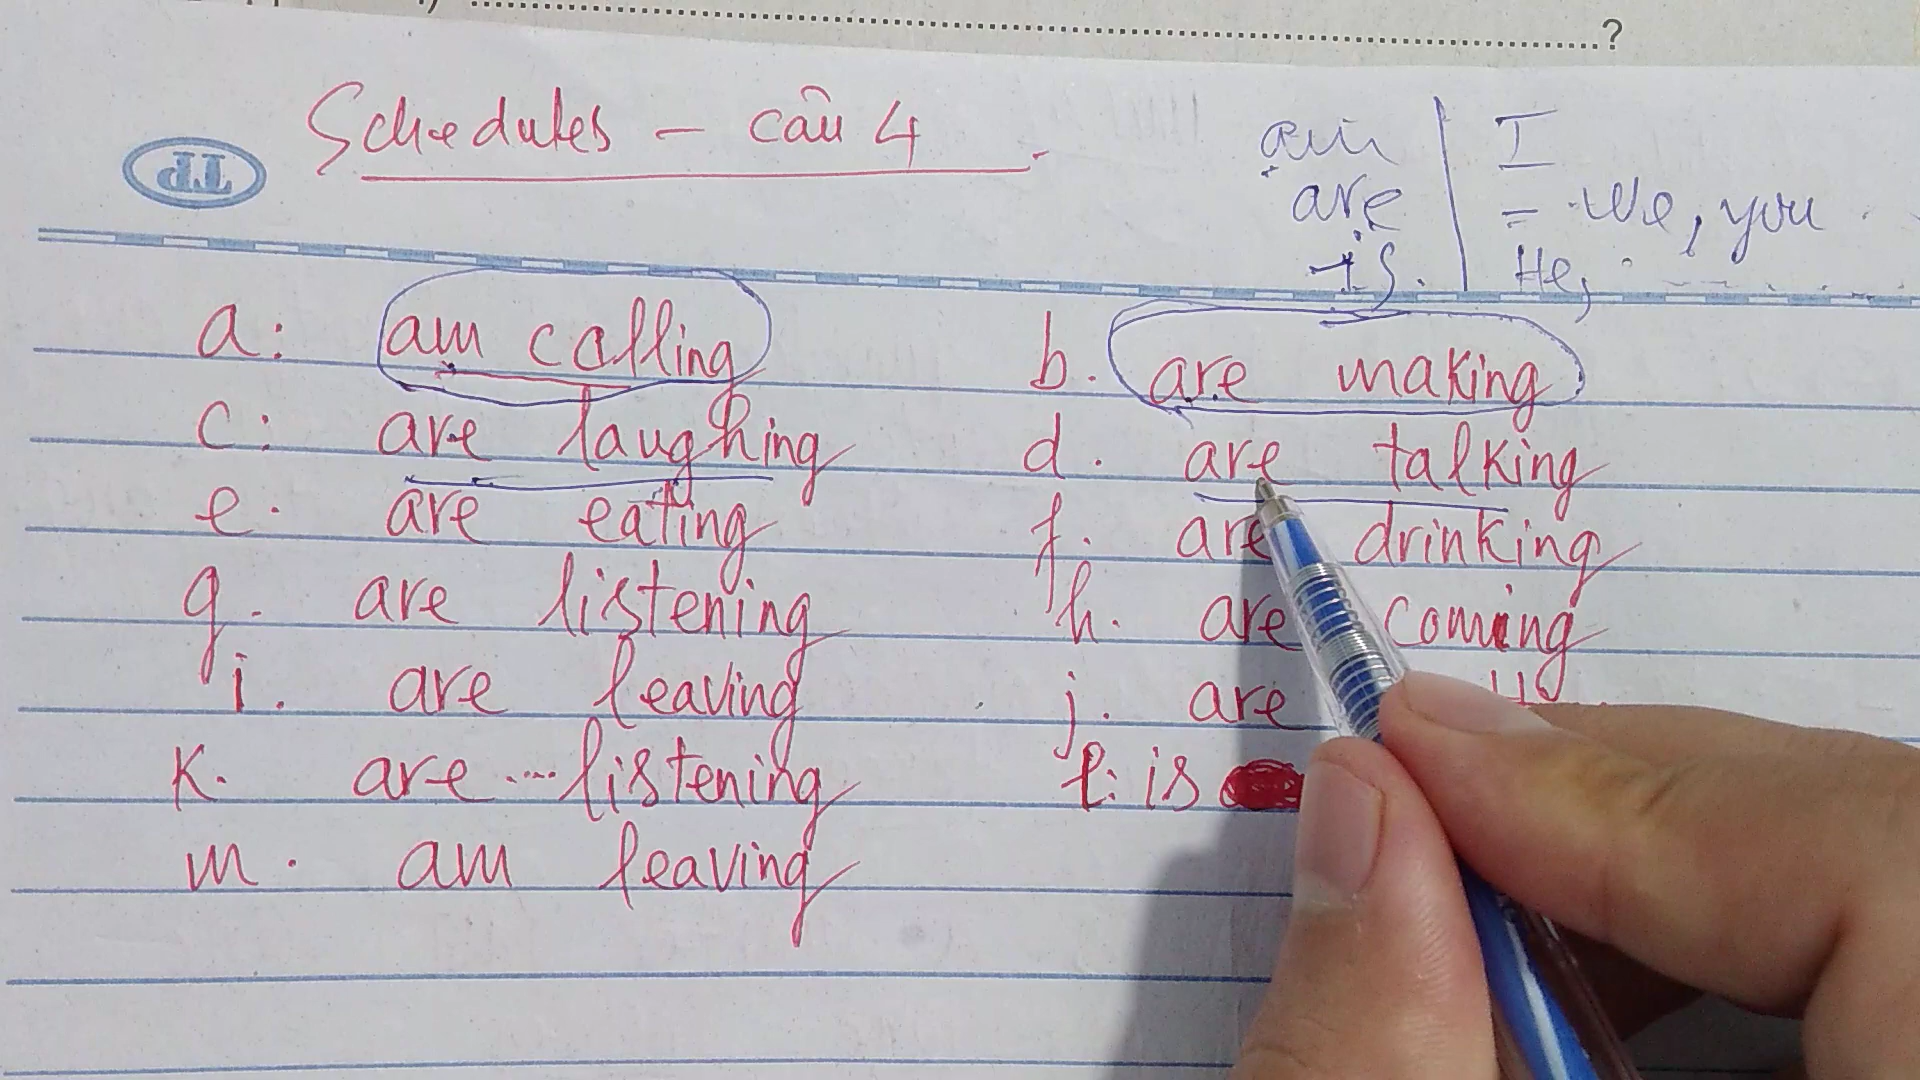 ?
Schedules - câu 4
TP
am | I
are = We, you
is. He,
a: am calling b. are making
c: are laughing d. are talking
e. are eating f. are drinking
g. are listening h. are coming
i. are leaving j. are
k. are .... listening l: is
m. am leaving